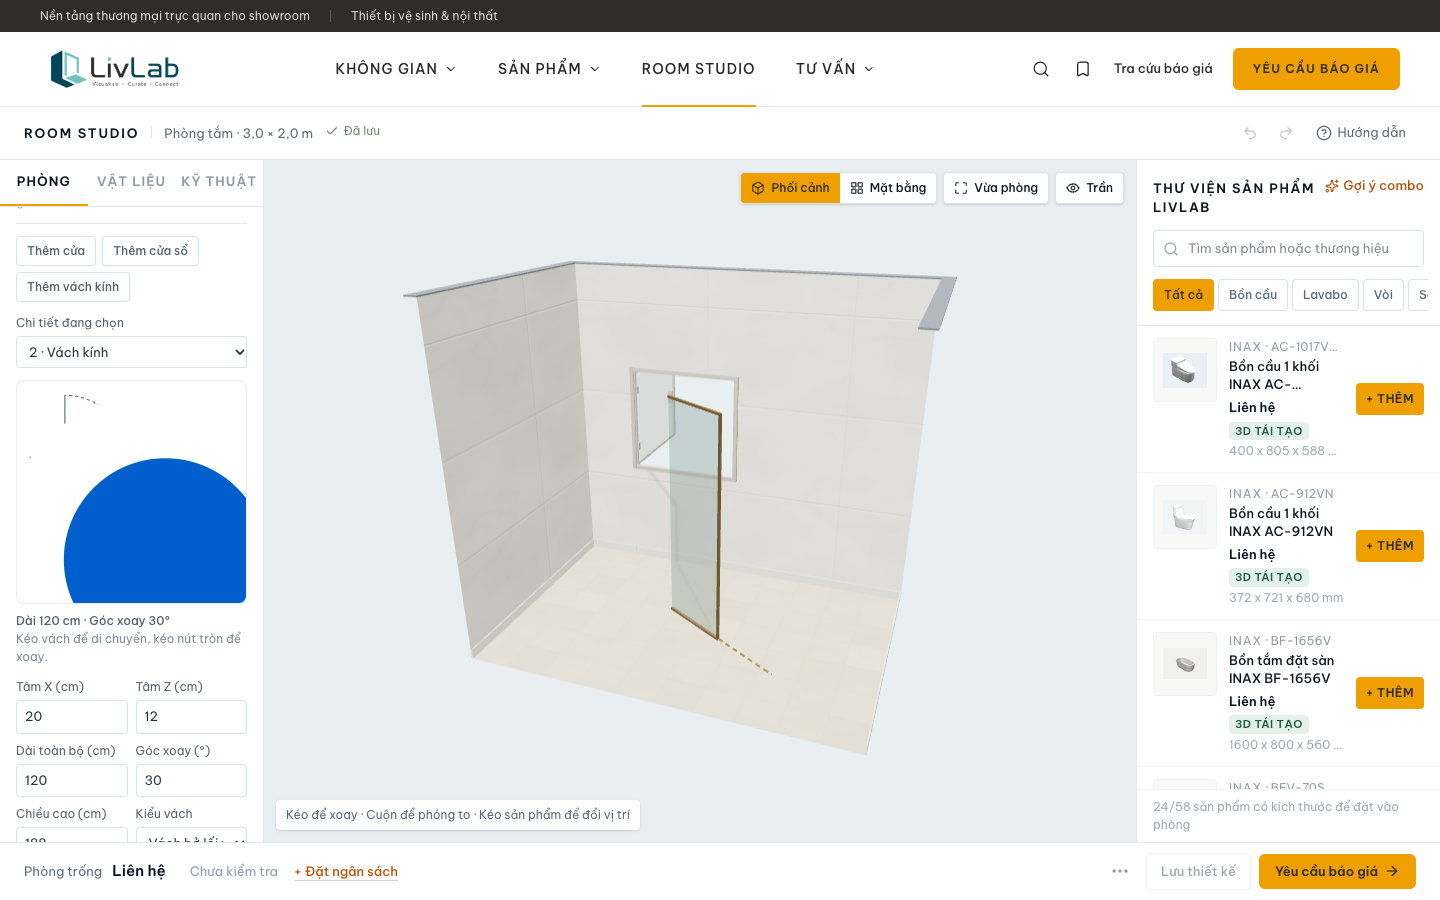 Nền tảng thương mại trực quan cho showroom
Thiết bị vệ sinh & nội thất
LivLab
Visualize • Curate • Connect
KHÔNG GIAN
SẢN PHẨM
ROOM STUDIO
TƯ VẤN
Tra cứu báo giá
YÊU CẦU BÁO GIÁ
ROOM STUDIO
Phòng tắm · 3,0 × 2,0 m
Đã lưu
Hướng dẫn
PHÒNG
VẬT LIỆU
KỸ THUẬT
Thêm cửa
Thêm cửa sổ
Thêm vách kính
Chi tiết đang chọn
2 · Vách kính
Dài 120 cm · Góc xoay 30°
Kéo vách để di chuyển, kéo nút tròn để
xoay.
Tâm X (cm)
Tâm Z (cm)
20
12
Dài toàn bộ (cm)
Góc xoay (°)
120
30
Chiều cao (cm)
Kiểu vách
188
Phối cảnh
Mặt bằng
Vừa phòng
Trần
Kéo để xoay · Cuộn để phóng to · Kéo sản phẩm để đổi vị trí
THƯ VIỆN SẢN PHẨM
LIVLAB
Gợi ý combo
Tìm sản phẩm hoặc thương hiệu
Tất cả
Bồn cầu
Lavabo
Vòi
INAX · AC-1017V...
Bồn cầu 1 khối
INAX AC-...
Liên hệ
3D TÁI TẠO
400 x 805 x 588 ...
+ THÊM
INAX · AC-912VN
Bồn cầu 1 khối
INAX AC-912VN
Liên hệ
3D TÁI TẠO
372 x 721 x 680 mm
+ THÊM
INAX · BF-1656V
Bồn tắm đặt sàn
INAX BF-1656V
Liên hệ
3D TÁI TẠO
1600 x 800 x 560 ...
+ THÊM
INAX · BFV-70S
24/58 sản phẩm có kích thước để đặt vào
phòng
Phòng trống
Liên hệ
Chưa kiểm tra
+ Đặt ngân sách
Lưu thiết kế
Yêu cầu báo giá